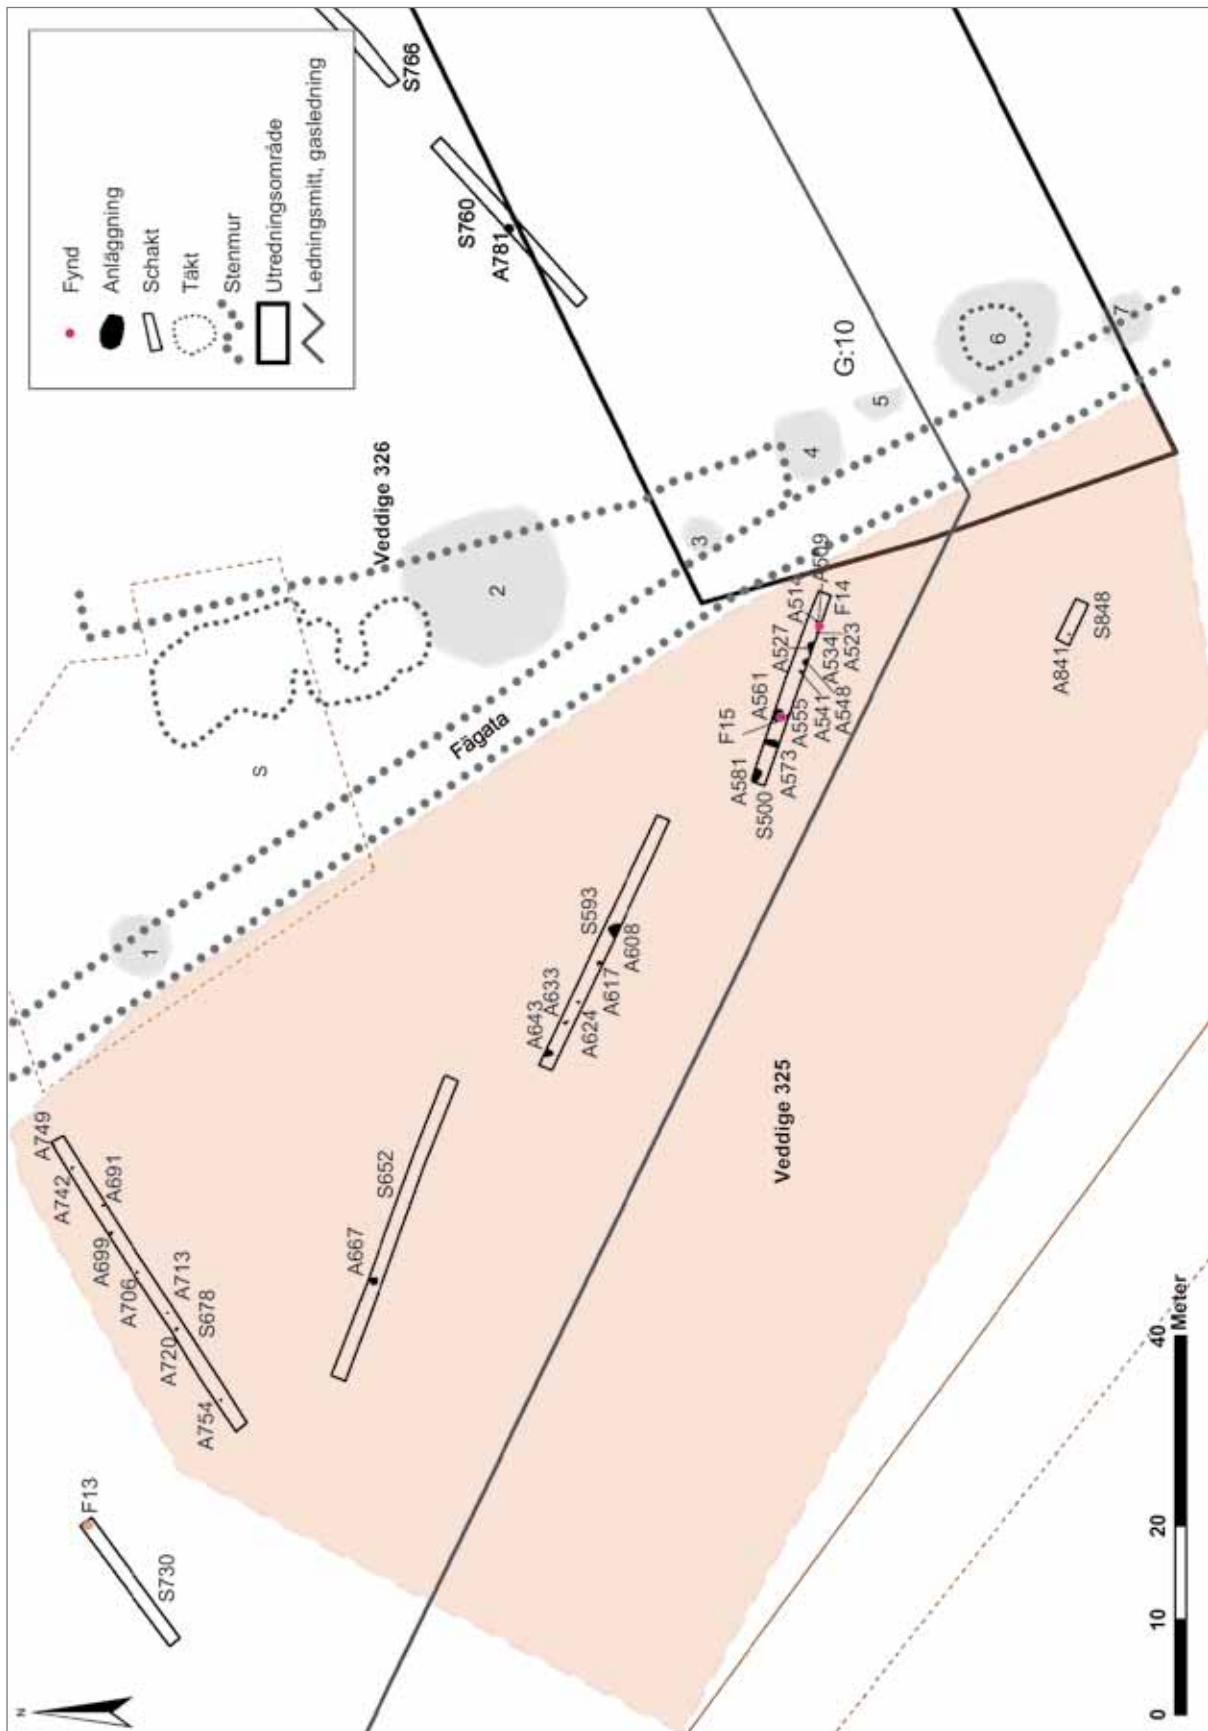 N
Fynd
Anläggning
Schakt
Täkt
Stenmur
Utredningsområde
Ledningsmitt, gasledning
S766
S760
A781
Veddige 326
G:10
Fägata
S
1
2
3
4
5
6
7
F13
S730
A749
A742
A691
A699
A706
A713
S678
A720
A754
A667
S652
A643
A633
S593
A624
A617
A608
F15
A561
A527
A514
A509
F14
A534
A523
A581
S500
A573
A555
A541
A548
A841
S848
Veddige 325
0 10 20 40
Meter